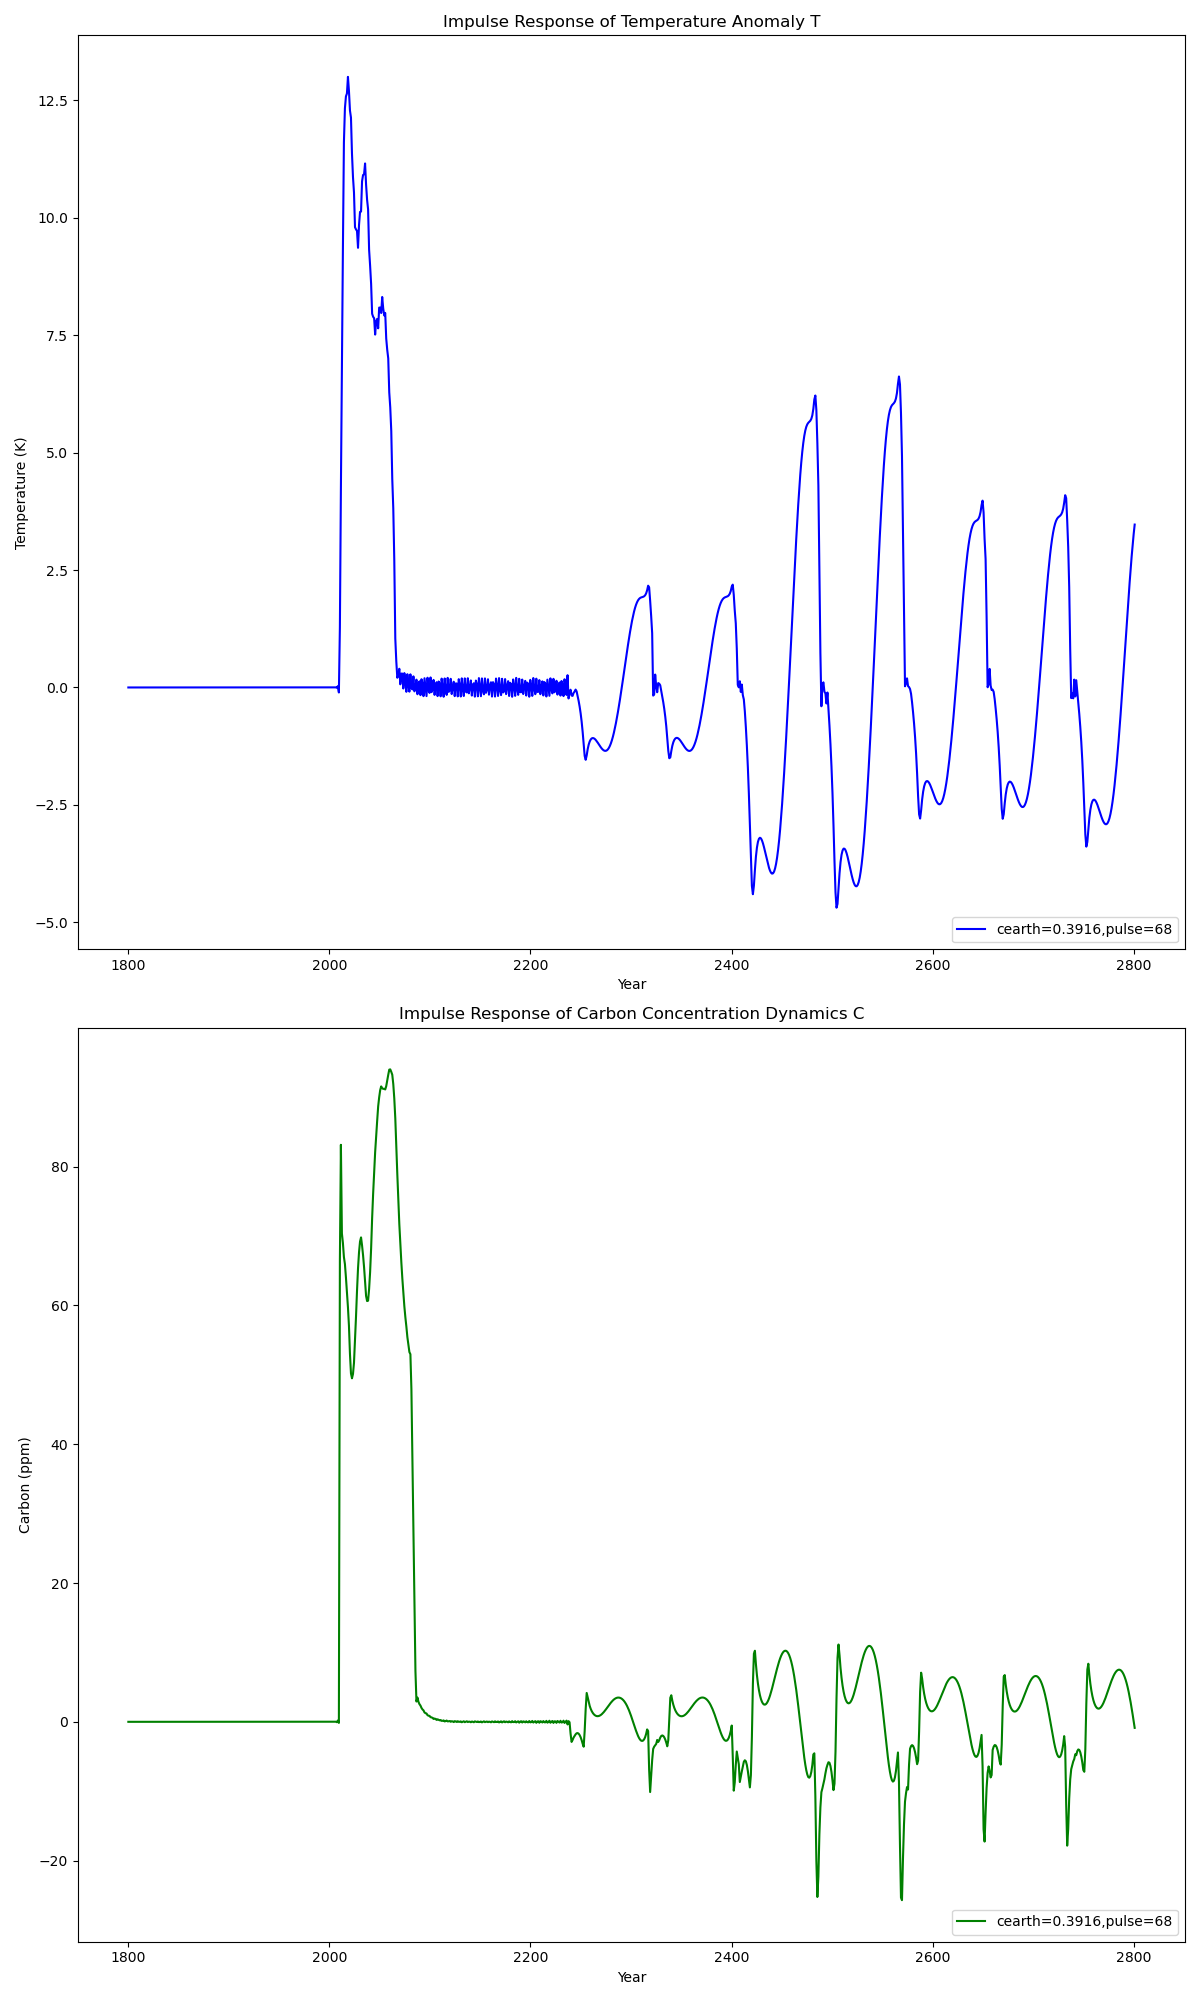 Impulse Response of Temperature Anomaly T
12.5
10.0
7.5
5.0
2.5
0.0
−2.5
−5.0
Temperature (K)
cearth=0.3916,pulse=68
1800 2000 2200 2400 2600 2800
Year
Impulse Response of Carbon Concentration Dynamics C
80
60
40
20
0
−20
Carbon (ppm)
cearth=0.3916,pulse=68
1800 2000 2200 2400 2600 2800
Year